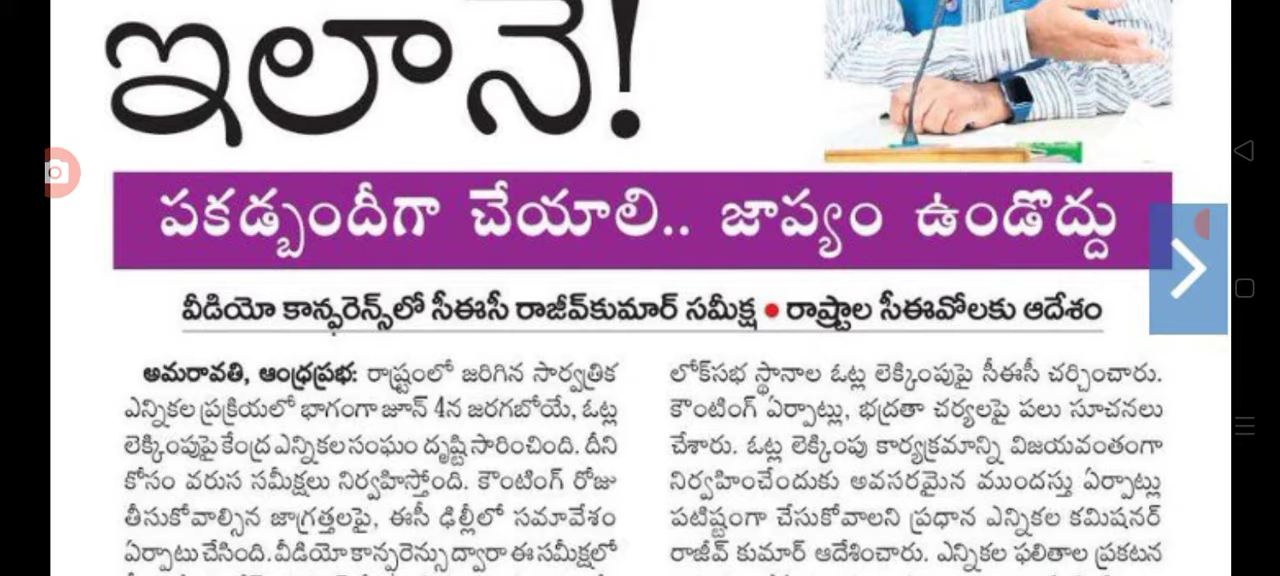 ఇలానే!
పకడ్బందీగా చేయాలి.. జాప్యం ఉండొద్దు
వీడియో కాన్ఫరెన్స్‌లో సీఈసీ రాజీవ్‌కుమార్ సమీక్ష ● రాష్ట్రాల సీఈవోలకు ఆదేశం
అమరావతి, ఆంధ్రప్రభ: రాష్ట్రంలో జరిగిన సార్వత్రిక
ఎన్నికల ప్రక్రియలో భాగంగా జూన్ 4న జరగబోయే, ఓట్ల
లెక్కింపుపై కేంద్ర ఎన్నికల సంఘం దృష్టి సారించింది. దీని
కోసం వరుస సమీక్షలు నిర్వహిస్తోంది. కౌంటింగ్ రోజు
తీసుకోవాల్సిన జాగ్రత్తలపై, ఈసీ ఢిల్లీలో సమావేశం
ఏర్పాటు చేసింది. వీడియో కాన్ఫరెన్సు ద్వారా ఈ సమీక్షలో
లోక్‌సభ స్థానాల ఓట్ల లెక్కింపుపై సీఈసీ చర్చించారు.
కౌంటింగ్ ఏర్పాట్లు, భద్రతా చర్యలపై పలు సూచనలు
చేశారు. ఓట్ల లెక్కింపు కార్యక్రమాన్ని విజయవంతంగా
నిర్వహించేందుకు అవసరమైన ముందస్తు ఏర్పాట్లు
పటిష్టంగా చేసుకోవాలని ప్రధాన ఎన్నికల కమిషనర్
రాజీవ్ కుమార్ ఆదేశించారు. ఎన్నికల ఫలితాల ప్రకటన